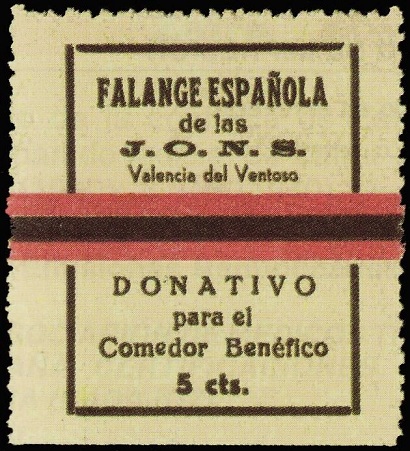 FALANGE ESPAÑOLA
de las
J. O. N. S.
Valencia del Ventoso
DONATIVO
para el
Comedor Benéfico
5 cts.